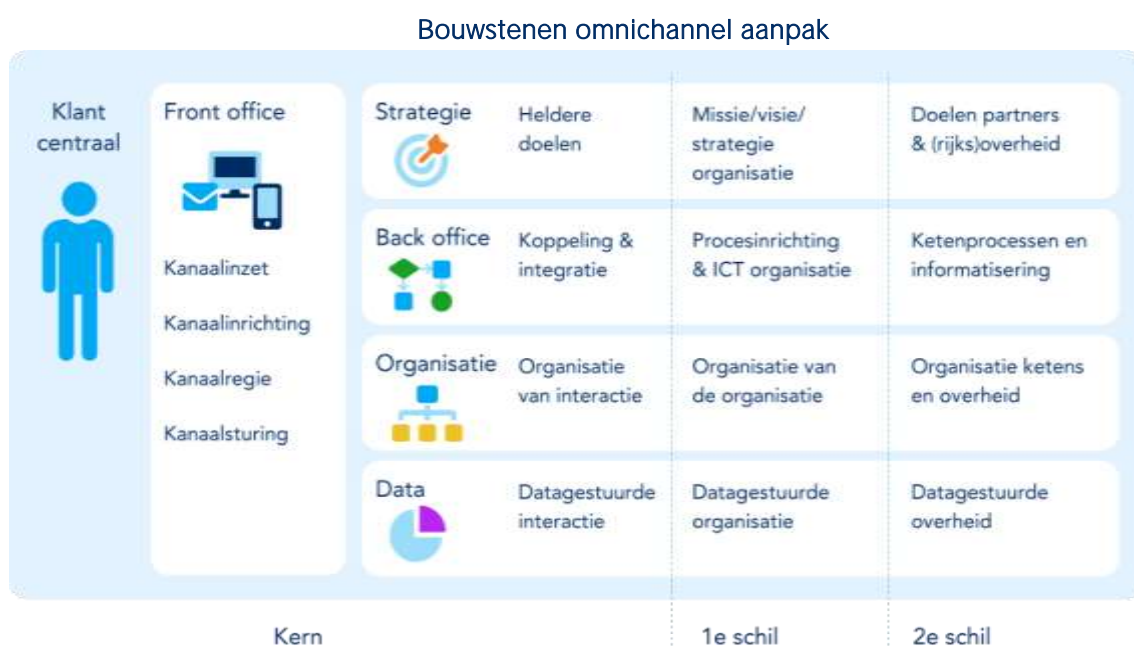 Bouwstenen omnichannel aanpak
Klant
centraal
Front office
Kanaalinzet
Kanaalinrichting
Kanaalregie
Kanaalsturing
Strategie
Heldere
doelen
Missie/visie/
strategie
organisatie
Doelen partners
& (rijks)overheid
Back office
Koppeling &
integratie
Procesinrichting
& ICT organisatie
Ketenprocessen en
informatisering
Organisatie
Organisatie
van interactie
Organisatie van
de organisatie
Organisatie ketens
en overheid
Data
Datagestuurde
interactie
Datagestuurde
organisatie
Datagestuurde
overheid
Kern
1e schil
2e schil